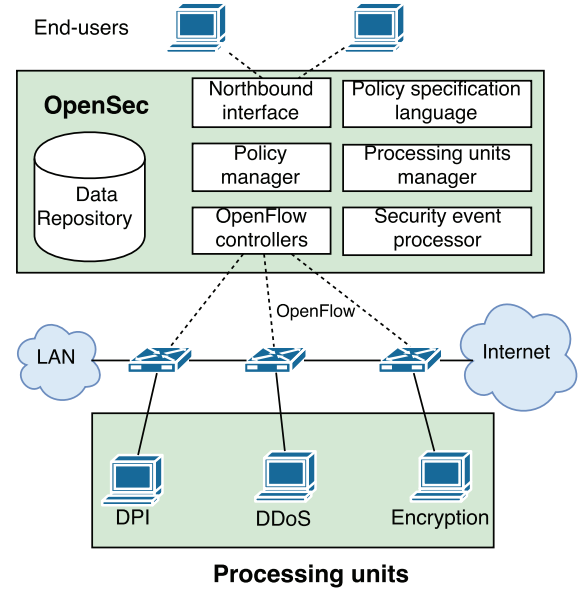 End-users
OpenSec
Northbound
interface
Policy specification
language
Policy
manager
Processing units
manager
Data
Repository
OpenFlow
controllers
Security event
processor
OpenFlow
LAN
Internet
DPI
DDoS
Encryption
Processing units